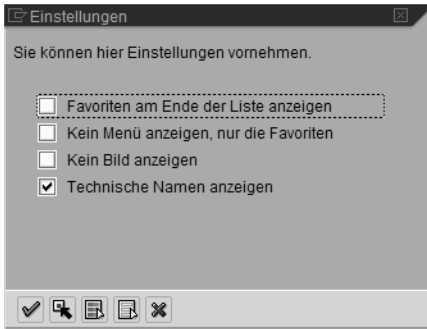 Einstellungen
Sie können hier Einstellungen vornehmen.
Favoriten am Ende der Liste anzeigen
Kein Menü anzeigen, nur die Favoriten
Kein Bild anzeigen
Technische Namen anzeigen